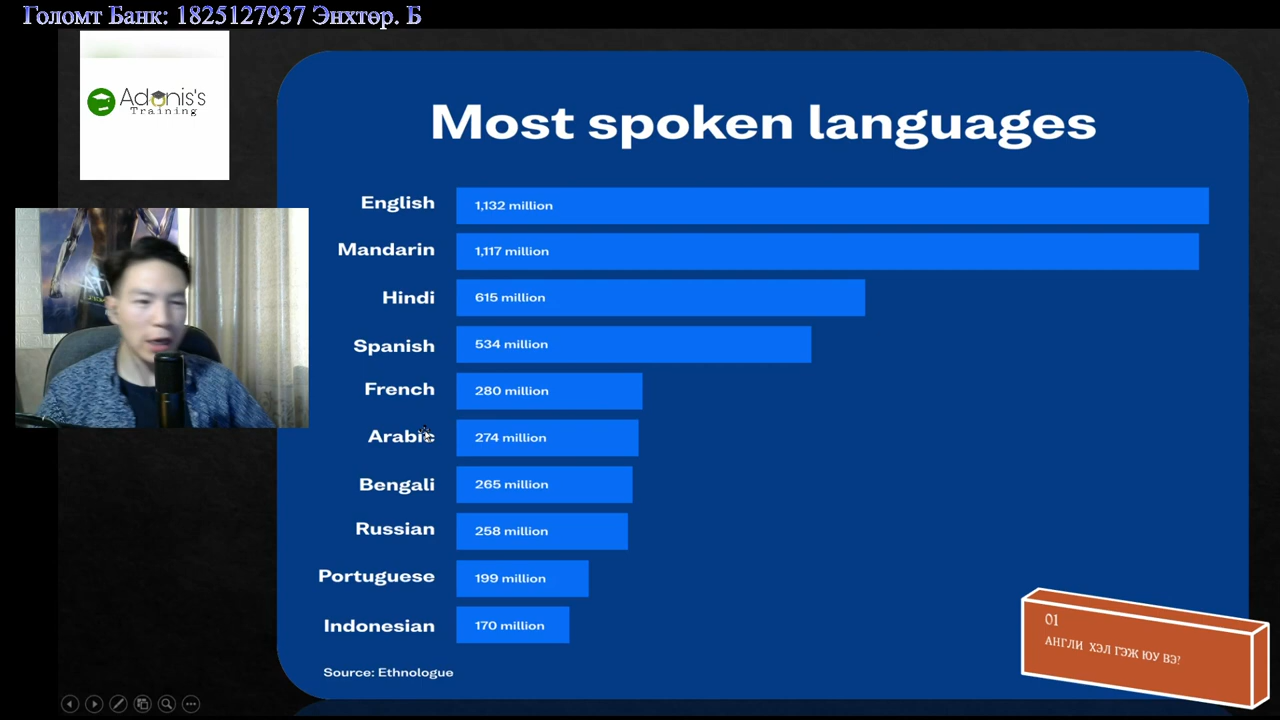 Голомт Банк: 1825127937 Энхтөр. Б
Adonis's
Training
Most spoken languages
English 1,132 million
Mandarin 1,117 million
Hindi 615 million
Spanish 534 million
French 280 million
Arabic 274 million
Bengali 265 million
Russian 258 million
Portuguese 199 million
Indonesian 170 million
Source: Ethnologue
01
АНГЛИ ХЭЛ ГЭЖ ЮУ ВЭ?